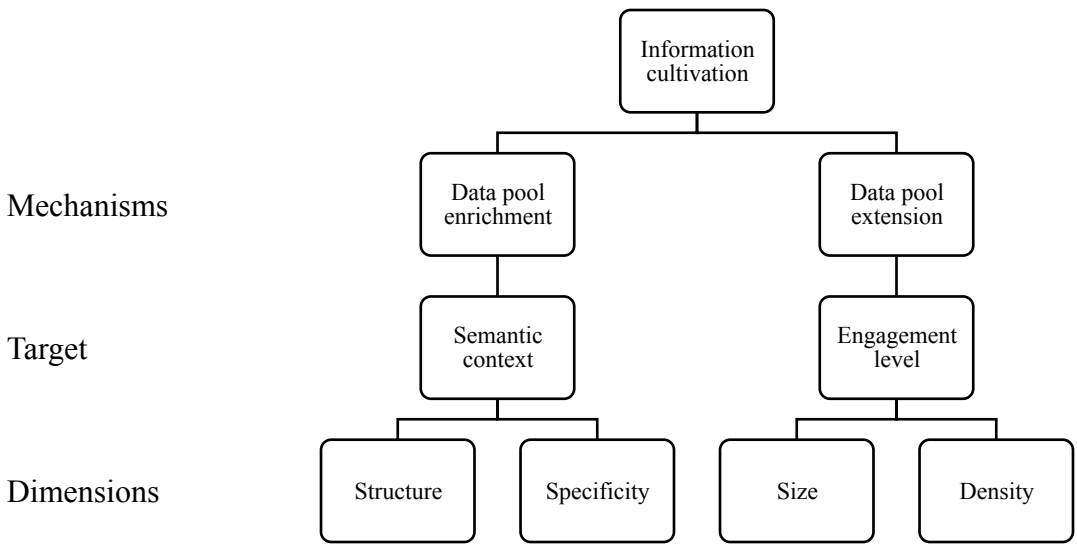 Information
cultivation
Mechanisms
Data pool
enrichment
Data pool
extension
Target
Semantic
context
Engagement
level
Dimensions
Structure
Specificity
Size
Density